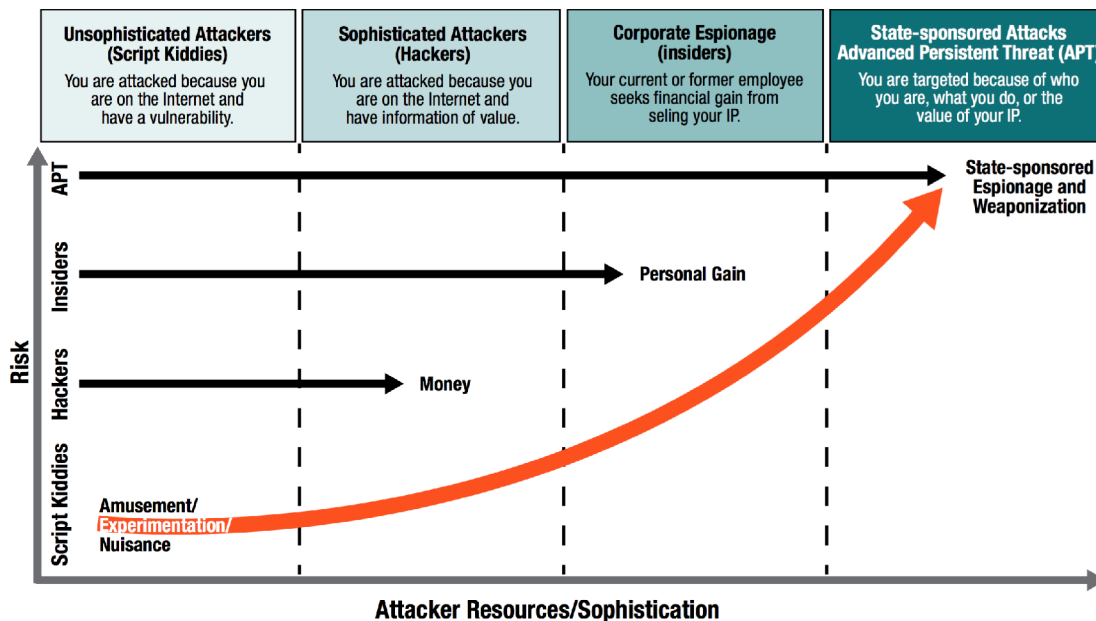 Unsophisticated Attackers
(Script Kiddies)
You are attacked because you
are on the Internet and
have a vulnerability.
Sophisticated Attackers
(Hackers)
You are attacked because you
are on the Internet and
have information of value.
Corporate Espionage
(insiders)
Your current or former employee
seeks financial gain from
seling your IP.
State-sponsored Attacks
Advanced Persistent Threat (APT)
You are targeted because of who
you are, what you do, or the
value of your IP.
Risk
APT
State-sponsored
Espionage and
Weaponization
Insiders
Personal Gain
Hackers
Money
Script Kiddies
Amusement/
Experimentation/
Nuisance
Attacker Resources/Sophistication